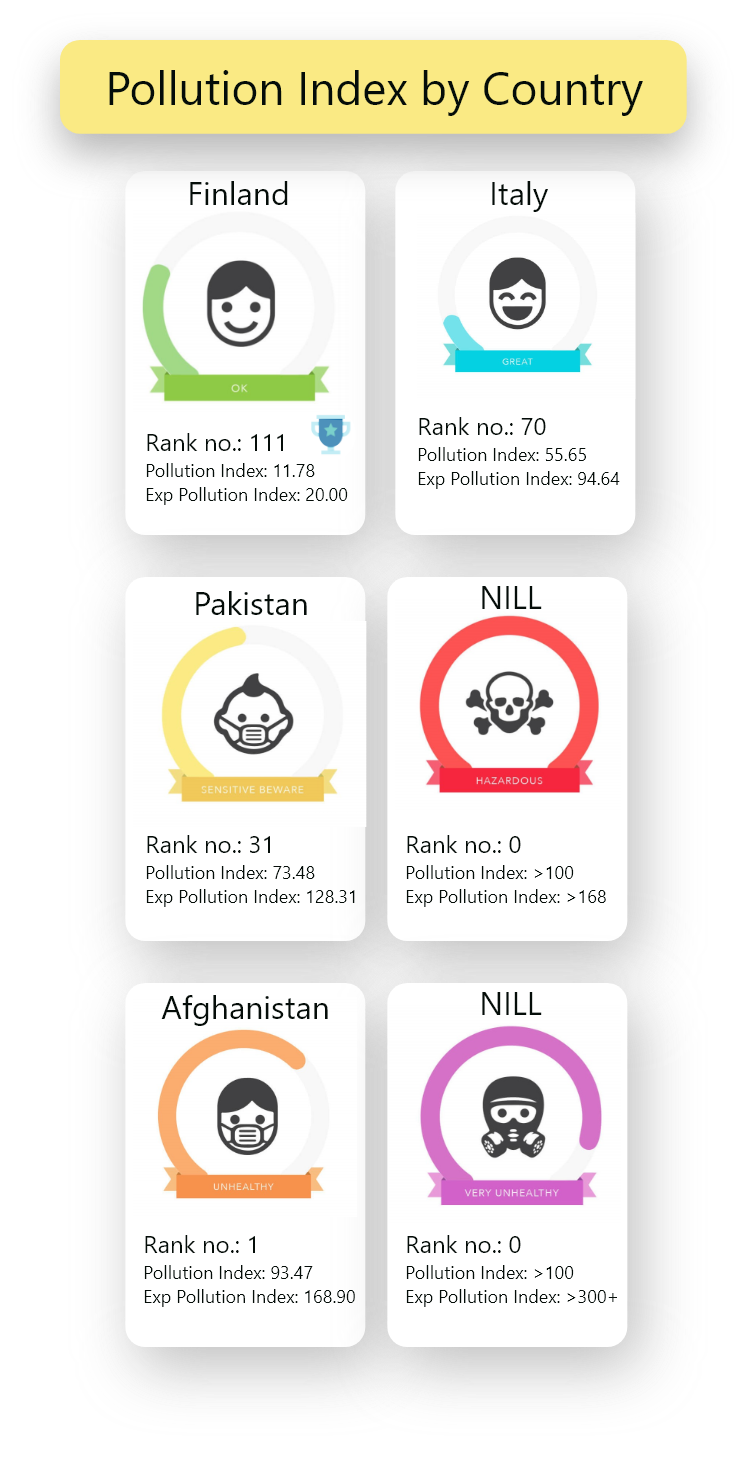 Pollution Index by Country
Finland
OK
Rank no.: 111
Pollution Index: 11.78
Exp Pollution Index: 20.00
Italy
GREAT
Rank no.: 70
Pollution Index: 55.65
Exp Pollution Index: 94.64
Pakistan
SENSITIVE BEWARE
Rank no.: 31
Pollution Index: 73.48
Exp Pollution Index: 128.31
NILL
HAZARDOUS
Rank no.: 0
Pollution Index: >100
Exp Pollution Index: >168
Afghanistan
UNHEALTHY
Rank no.: 1
Pollution Index: 93.47
Exp Pollution Index: 168.90
NILL
VERY UNHEALTHY
Rank no.: 0
Pollution Index: >100
Exp Pollution Index: >300+